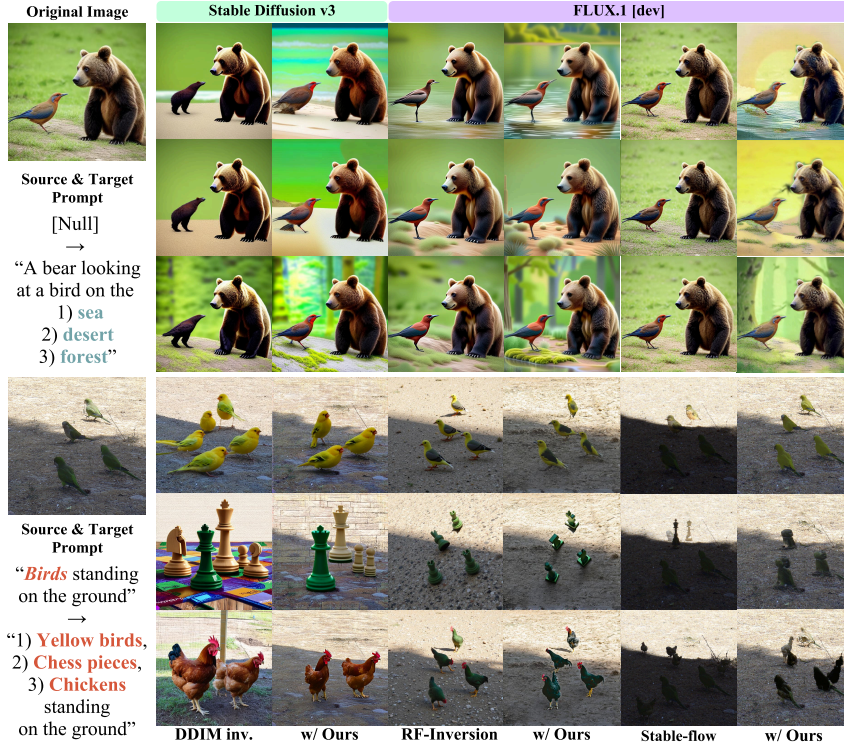 Original Image
Stable Diffusion v3
FLUX.1 [dev]
Source & Target
Prompt
[Null]
→
“A bear looking
at a bird on the
1) sea
2) desert
3) forest”
Source & Target
Prompt
“Birds standing
on the ground”
→
“1) Yellow birds,
2) Chess pieces,
3) Chickens
standing
on the ground”
DDIM inv.
w/ Ours
RF-Inversion
w/ Ours
Stable-flow
w/ Ours